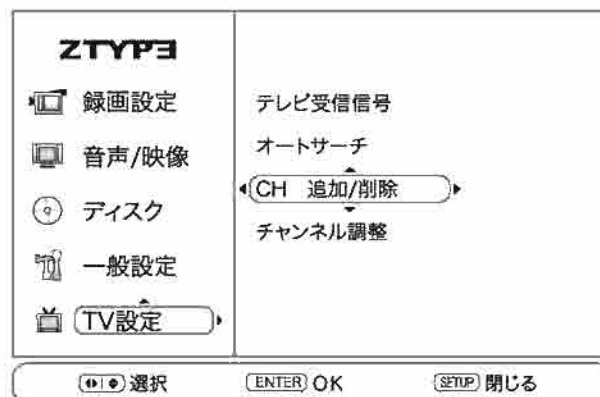 ZTYPE
録画設定
音声/映像
ディスク
一般設定
TV設定
テレビ受信信号
オートサーチ
CH 追加/削除
チャンネル調整
選択 ENTER OK SETUP 閉じる